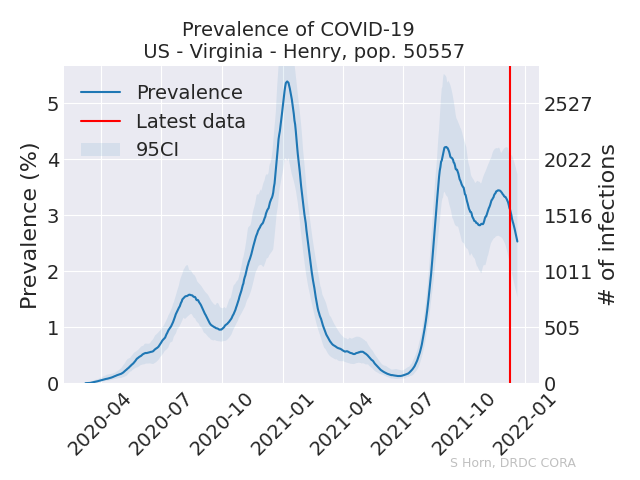 Prevalence of COVID-19
US - Virginia - Henry, pop. 50557
Prevalence
Latest data
95CI
Prevalence (%)
5
4
3
2
1
0
2527
2022
1516
1011
505
0
# of infections
2020-04
2020-07
2020-10
2021-01
2021-04
2021-07
2021-10
2022-01
S Horn, DRDC CORA